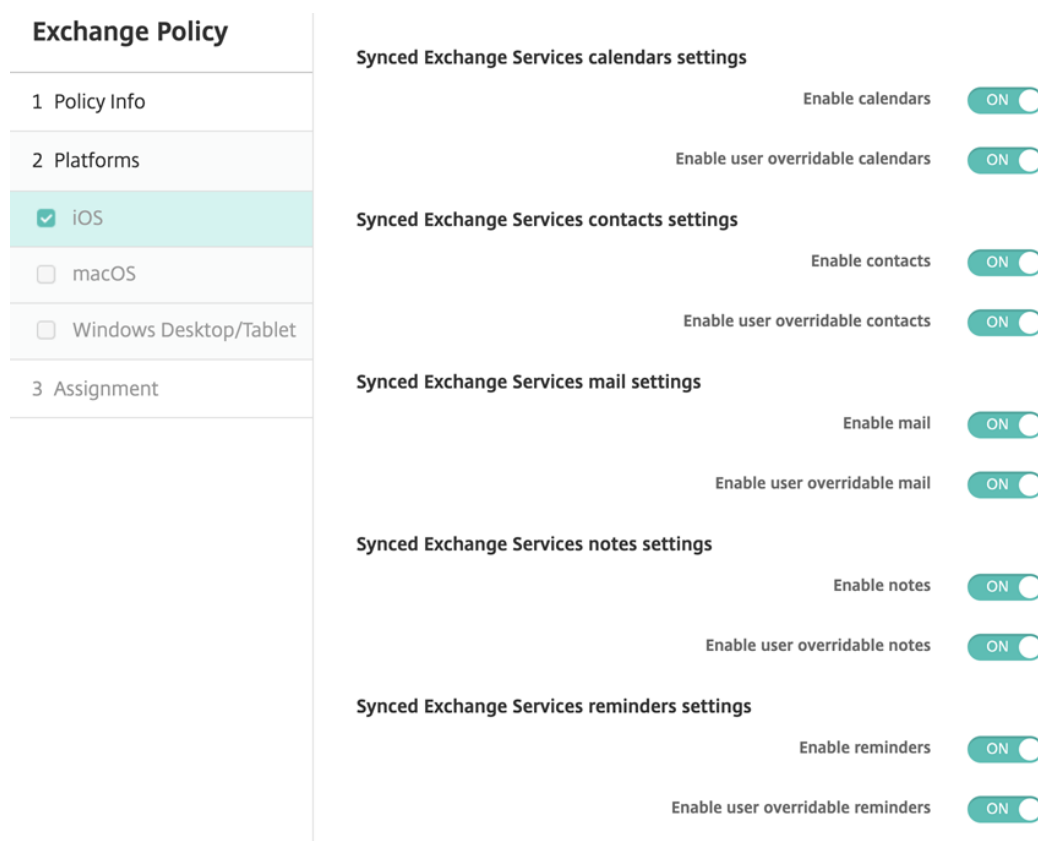 Exchange Policy
1 Policy Info
2 Platforms
iOS
macOS
Windows Desktop/Tablet
3 Assignment
Synced Exchange Services calendars settings
Enable calendars ON
Enable user overridable calendars ON
Synced Exchange Services contacts settings
Enable contacts ON
Enable user overridable contacts ON
Synced Exchange Services mail settings
Enable mail ON
Enable user overridable mail ON
Synced Exchange Services notes settings
Enable notes ON
Enable user overridable notes ON
Synced Exchange Services reminders settings
Enable reminders ON
Enable user overridable reminders ON